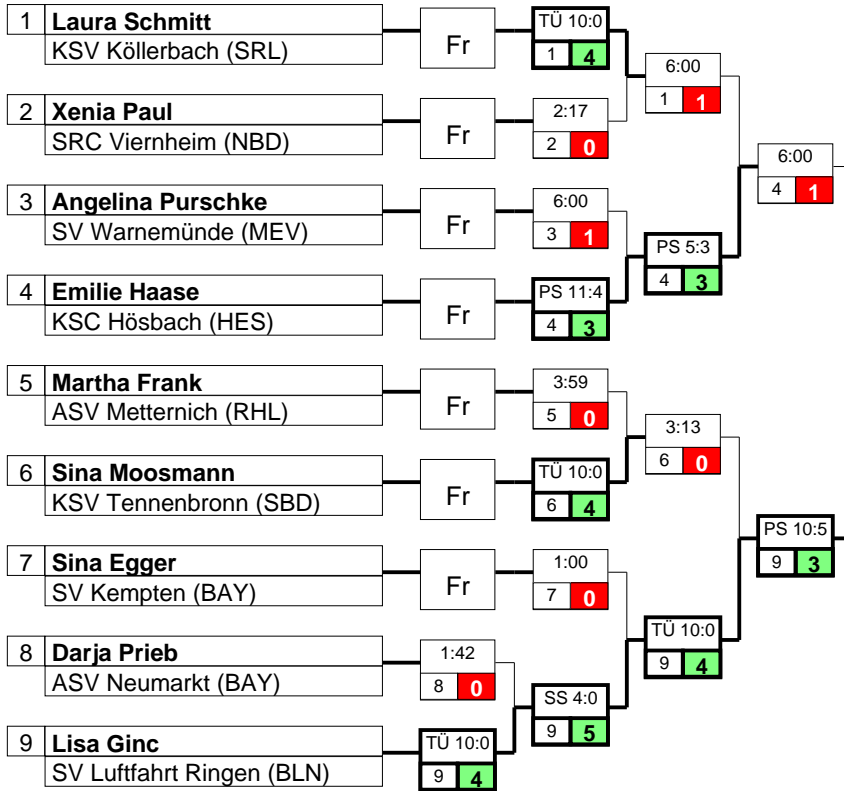 1 Laura Schmitt
KSV Köllerbach (SRL)
Fr
TÜ 10:0
1 4
6:00
1 1
2 Xenia Paul
SRC Viernheim (NBD)
Fr
2:17
2 0
6:00
4 1
3 Angelina Purschke
SV Warnemünde (MEV)
Fr
6:00
3 1
PS 5:3
4 3
4 Emilie Haase
KSC Hösbach (HES)
Fr
PS 11:4
4 3
5 Martha Frank
ASV Metternich (RHL)
Fr
3:59
5 0
3:13
6 0
6 Sina Moosmann
KSV Tennenbronn (SBD)
Fr
TÜ 10:0
6 4
PS 10:5
9 3
7 Sina Egger
SV Kempten (BAY)
Fr
1:00
7 0
TÜ 10:0
9 4
8 Darja Prieb
ASV Neumarkt (BAY)
1:42
8 0
SS 4:0
9 5
9 Lisa Ginc
SV Luftfahrt Ringen (BLN)
TÜ 10:0
9 4